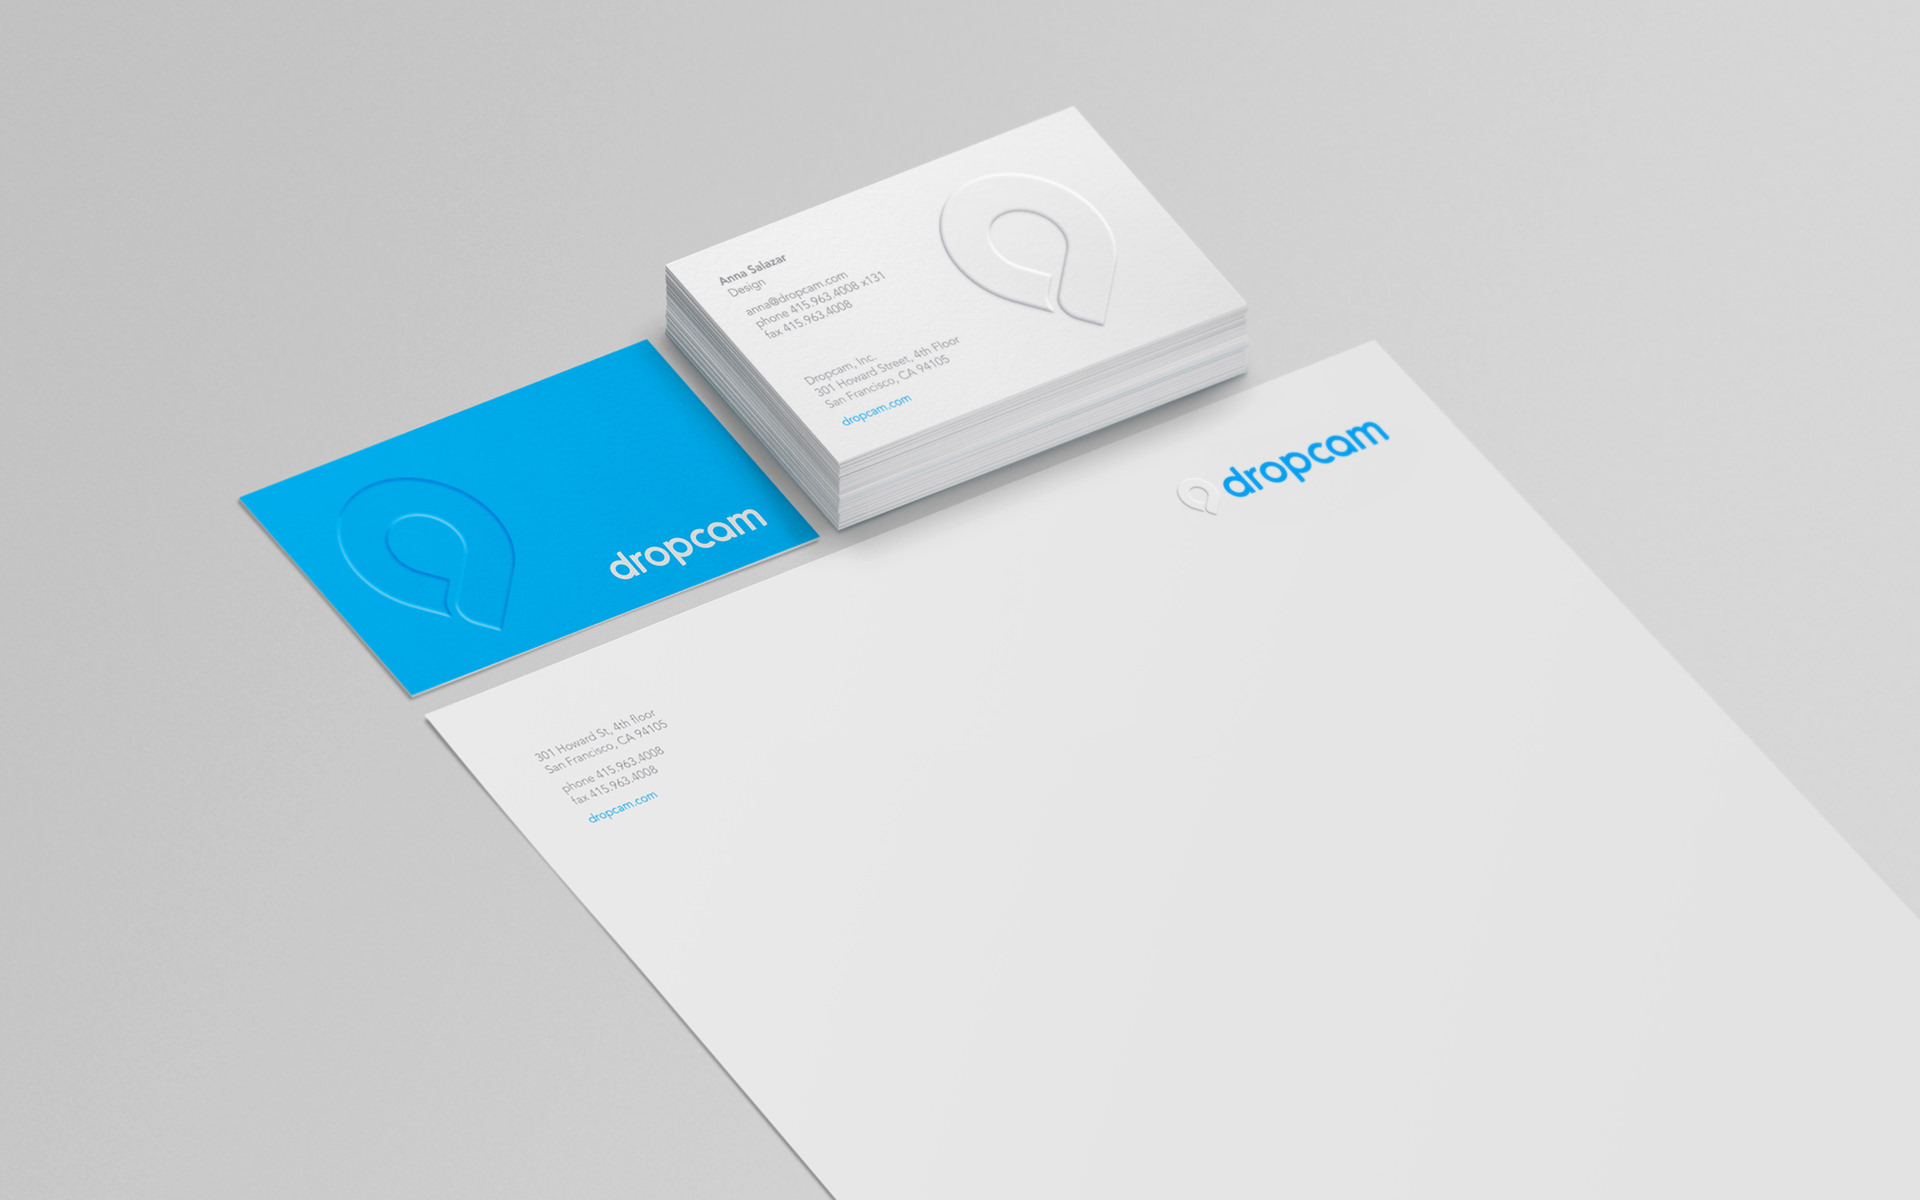 Anna Salazar
Design
anna@dropcam.com
phone 415.963.4008 x131
fax 415.963.4008
Dropcam, Inc.
301 Howard Street, 4th Floor
San Francisco, CA 94105
dropcam.com
dropcam
dropcam
301 Howard St, 4th floor
San Francisco, CA 94105
phone 415.963.4008
fax 415.963.4008
dropcam.com